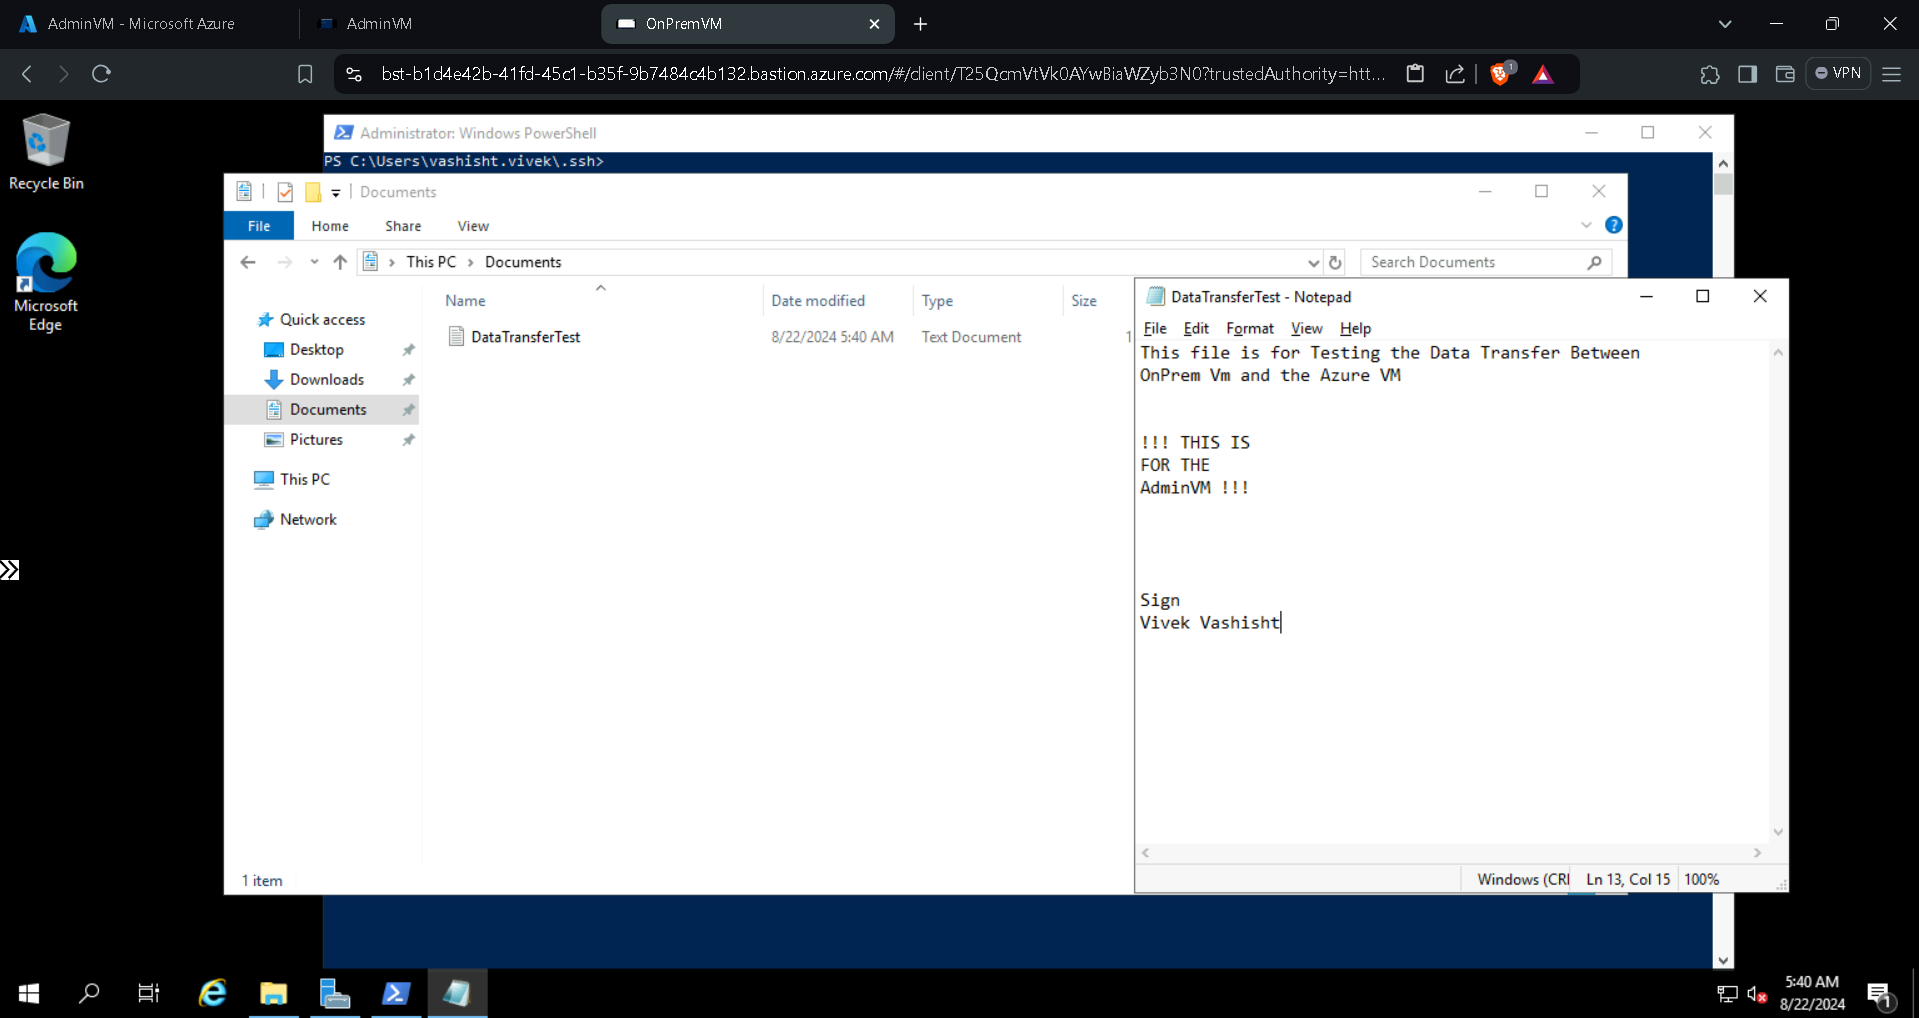 AdminVM - Microsoft Azure
AdminVM
OnPremVM
bst-b1d4e42b-41fd-45c1-b35f-9b7484c4b132.bastion.azure.com/#/client/T25QcmVtVk0AYwBiaWZyb3N0?trustedAuthority=htt...
1
VPN
Recycle Bin
Microsoft
Edge
Administrator: Windows PowerShell
PS C:\Users\vashisht.vivek\.ssh>
Documents
File Home Share View
This PC > Documents
Search Documents
Name Date modified Type Size
DataTransferTest 8/22/2024 5:40 AM Text Document 1
Quick access
Desktop
Downloads
Documents
Pictures
This PC
Network
1 item
DataTransferTest - Notepad
File Edit Format View Help
This file is for Testing the Data Transfer Between
OnPrem Vm and the Azure VM
!!! THIS IS
FOR THE
AdminVM !!!
Sign
Vivek Vashisht
Windows (CRI Ln 13, Col 15 100%
5:40 AM
8/22/2024
1